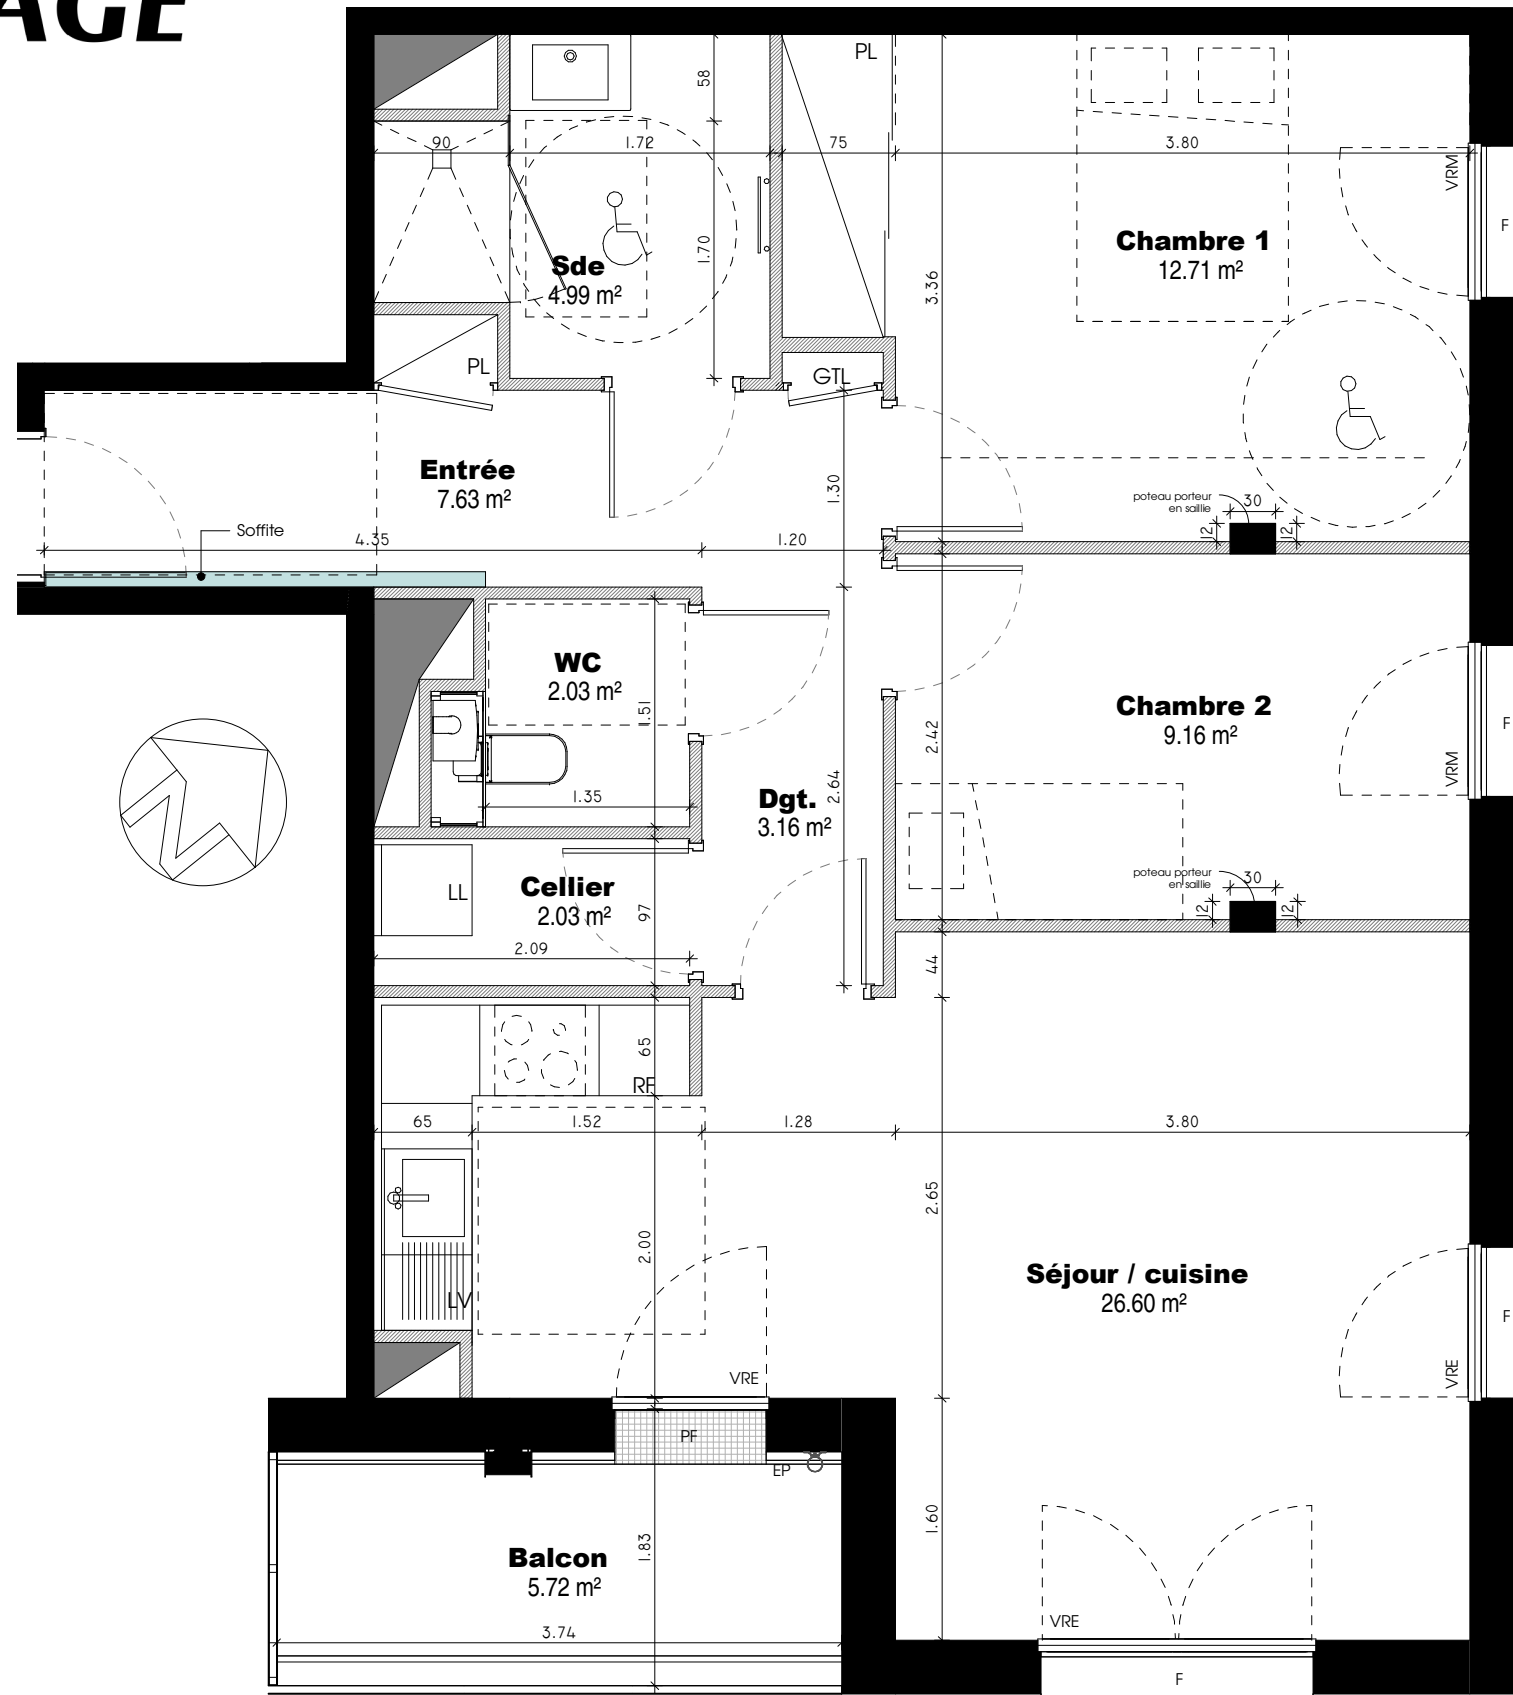 AGE
PL
58
90
1.72
75
3.80
VRM
F
Chambre 1
12.71 m²
1.70
Sde
4.99 m²
3.36
PL
GTL
Entrée
7.63 m²
1.30
poteau porteur
en saillie
30
12
12
Soffite
4.35
1.20
WC
2.03 m²
1.51
Chambre 2
9.16 m²
F
2.42
VRM
1.35
Dgt.
3.16 m²
2.64
LL
Cellier
2.03 m²
97
poteau porteur
en saillie
30
12
12
2.09
44
65
RF
65
1.52
1.28
3.80
2.65
2.00
Séjour / cuisine
26.60 m²
LV
F
VRE
VRE
PF
EP
1.60
1.83
Balcon
5.72 m²
3.74
VRE
F